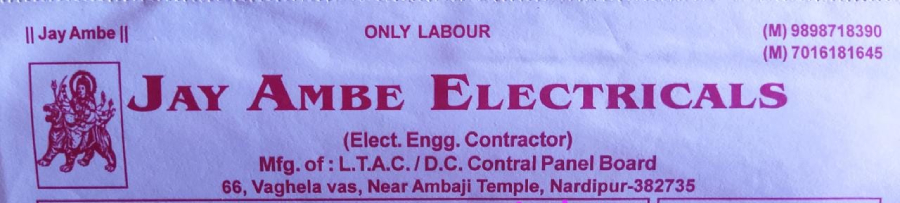 || Jay Ambe ||
ONLY LABOUR
(M) 9898718390
(M) 7016181645
JAY AMBE ELECTRICALS
(Elect. Engg. Contractor)
Mfg. of : L.T.A.C. / D.C. Contral Panel Board
66, Vaghela vas, Near Ambaji Temple, Nardipur-382735